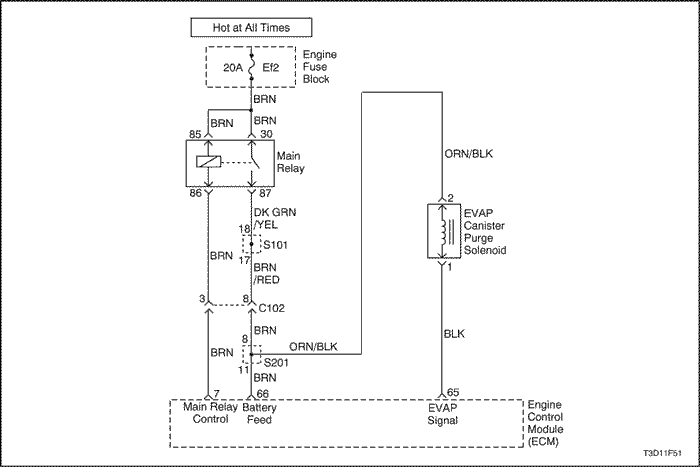 Hot at All Times
20A
Ef2
Engine
Fuse
Block
BRN
BRN
BRN
85
30
Main
Relay
86
87
DK GRN
/YEL
18
S101
17
BRN
BRN
/RED
3
8
C102
BRN
8
ORN/BLK
S201
11
BRN
BRN
7
66
Main Relay
Control
Battery
Feed
ORN/BLK
2
EVAP
Canister
Purge
Solenoid
1
BLK
65
EVAP
Signal
Engine
Control
Module
(ECM)
T3D11F51